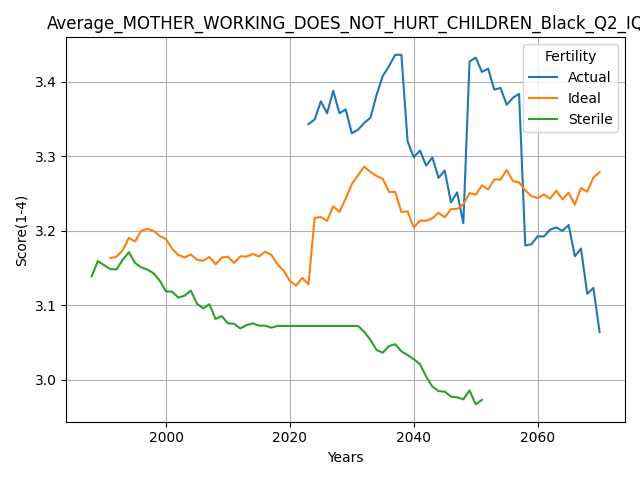 Average_MOTHER_WORKING_DOES_NOT_HURT_CHILDREN_Black_Q2_IQ
Fertility
Actual
Ideal
Sterile
Score(1-4)
3.4
3.3
3.2
3.1
3.0
2000 2020 2040 2060
Years